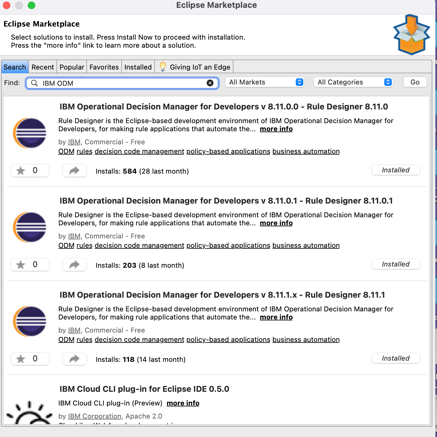 Eclipse Marketplace
Eclipse Marketplace
Select solutions to install. Press Install Now to proceed with installation.
Press the "more info" link to learn more about a solution.
Search Recent Popular Favorites Installed Giving IoT an Edge
Find: IBM ODM All Markets All Categories Go
IBM Operational Decision Manager for Developers v 8.11.0.0 - Rule Designer 8.11.0
Rule Designer is the Eclipse-based development environment of IBM Operational Decision Manager for
Developers, for making rule applications that automate the... more info
by IBM, Commercial - Free
ODM rules decision code management policy-based applications business automation
0 Installs: 584 (28 last month) Installed
IBM Operational Decision Manager for Developers v 8.11.0.1 - Rule Designer 8.11.0.1
Rule Designer is the Eclipse-based development environment of IBM Operational Decision Manager for
Developers, for making rule applications that automate the... more info
by IBM, Commercial - Free
ODM rules decision code management policy-based applications business automation
0 Installs: 203 (8 last month) Installed
IBM Operational Decision Manager for Developers v 8.11.1.x - Rule Designer 8.11.1
Rule Designer is the Eclipse-based development environment of IBM Operational Decision Manager for
Developers, for making rule applications that automate the... more info
by IBM, Commercial - Free
ODM rules decision code management policy-based applications business automation
0 Installs: 118 (14 last month) Installed
IBM Cloud CLI plug-in for Eclipse IDE 0.5.0
IBM Cloud CLI plug-in (Preview) more info
by IBM Corporation, Apache 2.0